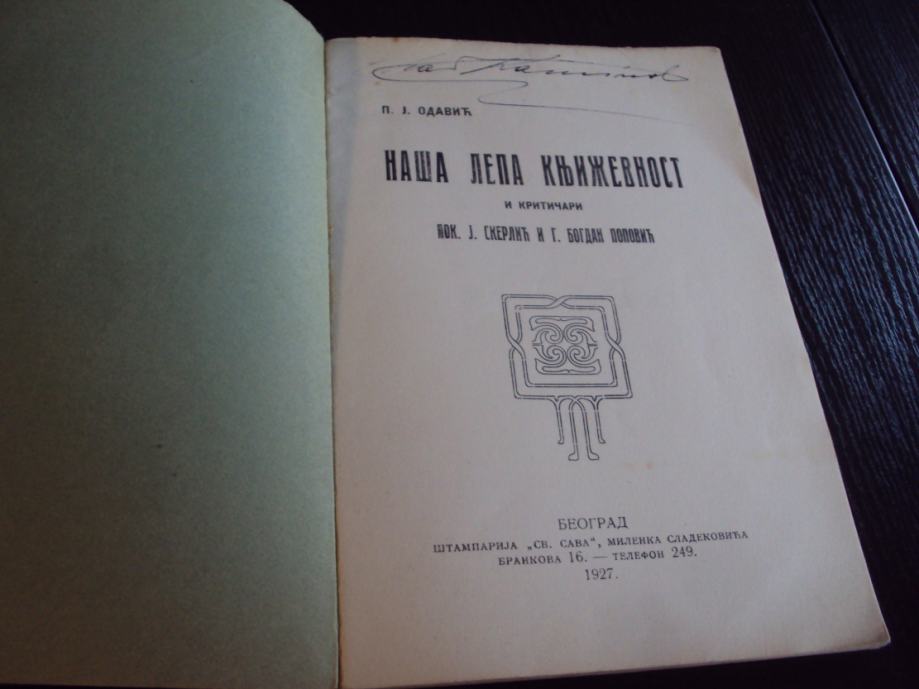 П. Ј. ОДАВИЋ
НАША ЛЕПА КЊИЖЕВНОСТ
И КРИТИЧАРИ
ПОК. Ј. СКЕРЛИЋ И Г. БОГДАН ПОПОВИЋ
БЕОГРАД
ШТАМПАРИЈА „СВ. САВА“, МИЛЕНКА СЛАДЕКОВИЋА
БРАНКОВА 16. — ТЕЛЕФОН 249.
1927.